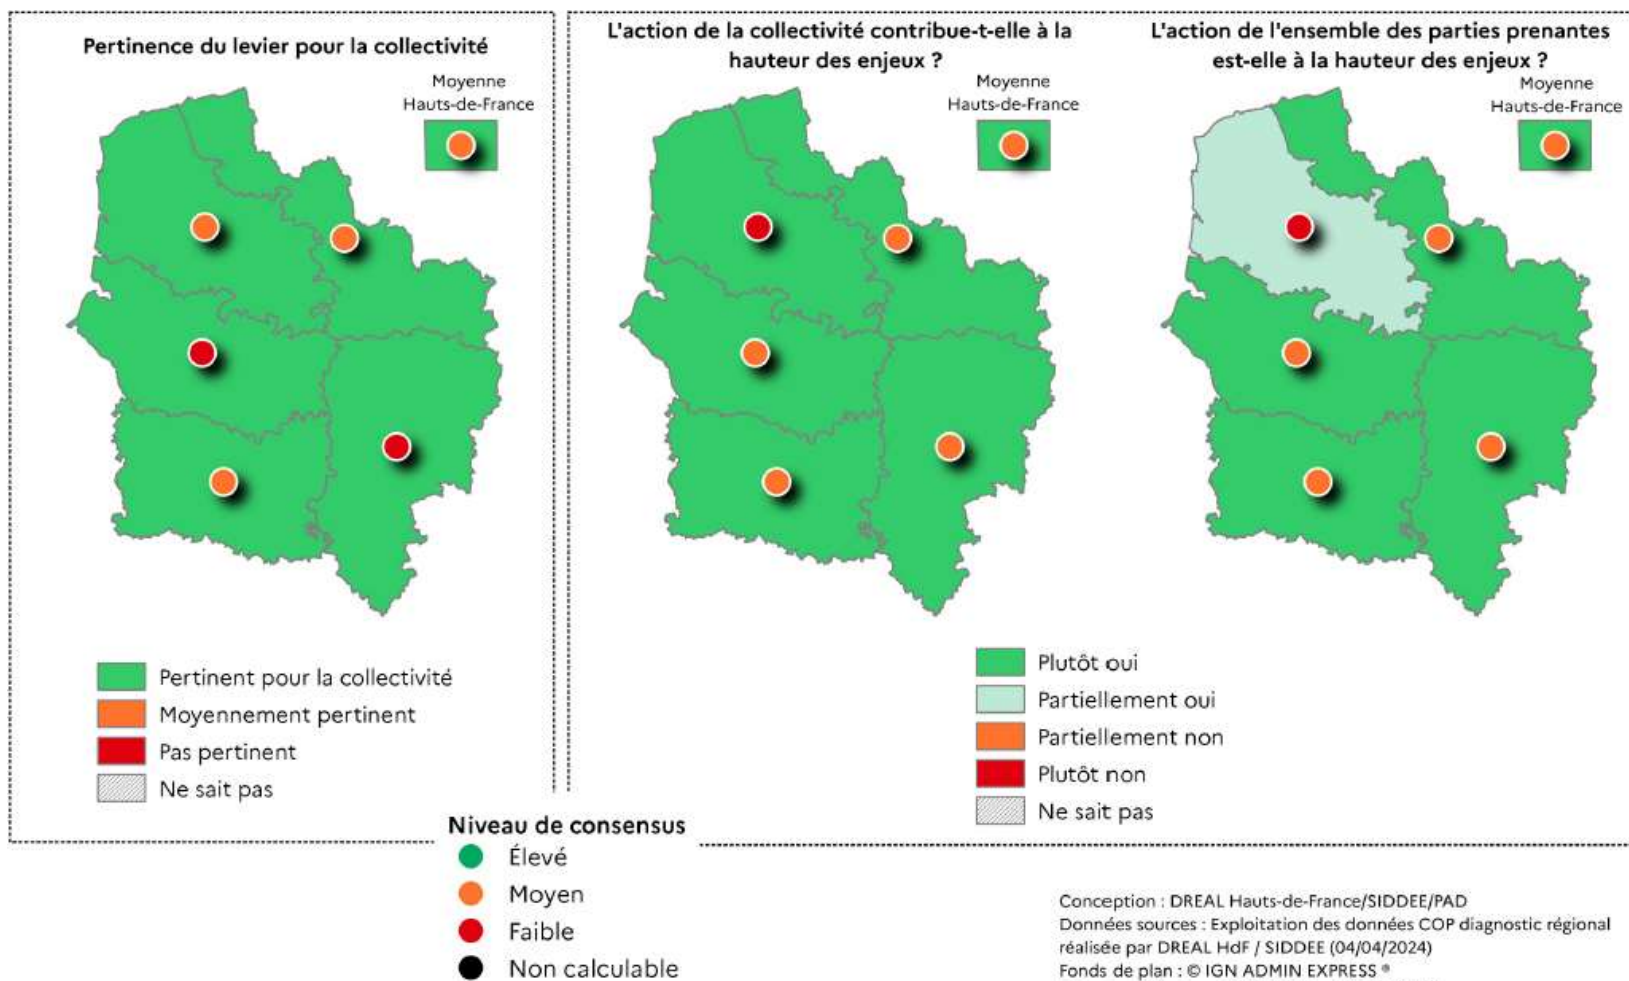 Pertinence du levier pour la collectivité
Moyenne
Hauts-de-France
Pertinent pour la collectivité
Moyennement pertinent
Pas pertinent
Ne sait pas
L'action de la collectivité contribue-t-elle à la
hauteur des enjeux ?
Moyenne
Hauts-de-France
L'action de l'ensemble des parties prenantes
est-elle à la hauteur des enjeux ?
Moyenne
Hauts-de-France
Plutôt oui
Partiellement oui
Partiellement non
Plutôt non
Ne sait pas
Niveau de consensus
Élevé
Moyen
Faible
Non calculable
Conception : DREAL Hauts-de-France/SIDDEE/PAD
Données sources : Exploitation des données COP diagnostic régional
réalisée par DREAL HdF / SIDDEE (04/04/2024)
Fonds de plan : © IGN ADMIN EXPRESS ®